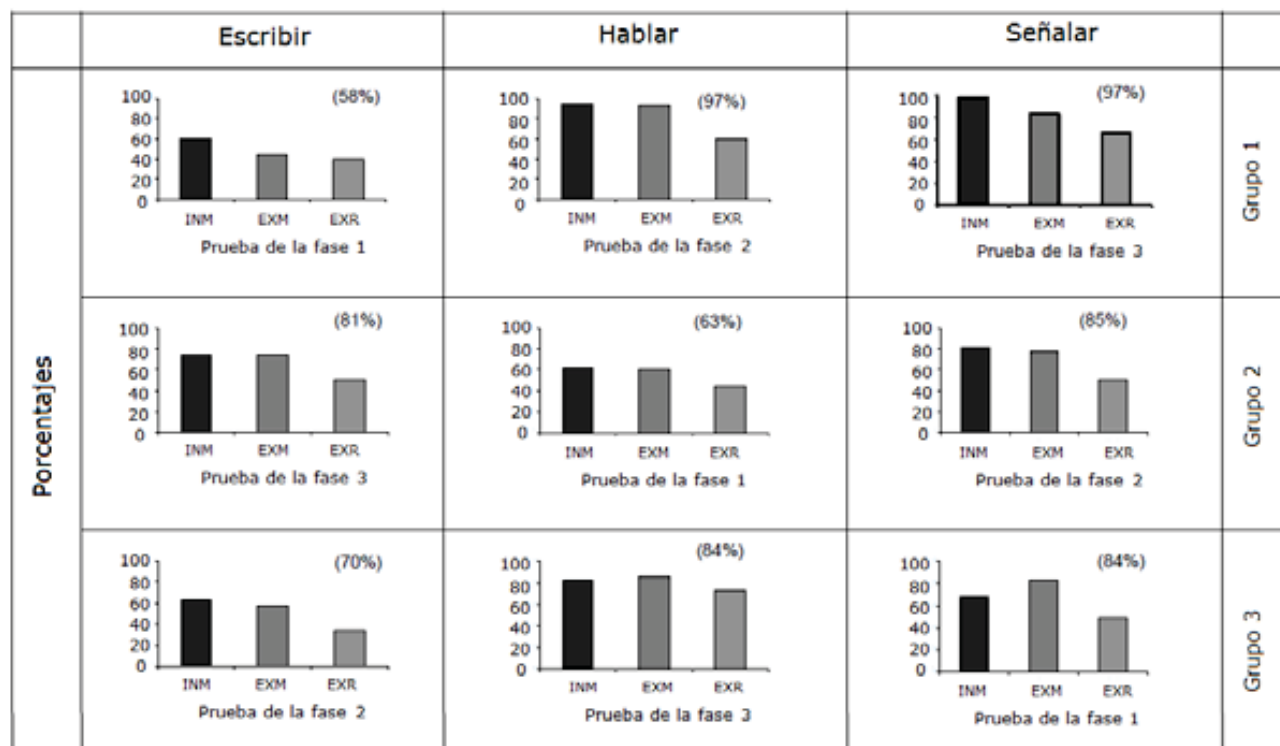 Escribir Hablar Señalar
Porcentajes
Grupo 1
(58%)
100
80
60
40
20
0
INM EXM EXR
Prueba de la fase 1
(97%)
100
80
60
40
20
0
INM EXM EXR
Prueba de la fase 2
(97%)
100
80
60
40
20
0
INM EXM EXR
Prueba de la fase 3
Grupo 2
(81%)
100
80
60
40
20
0
INM EXM EXR
Prueba de la fase 3
(63%)
100
80
60
40
20
0
INM EXM EXR
Prueba de la fase 1
(85%)
100
80
60
40
20
0
INM EXM EXR
Prueba de la fase 2
Grupo 3
(70%)
100
80
60
40
20
0
INM EXM EXR
Prueba de la fase 2
(84%)
100
80
60
40
20
0
INM EXM EXR
Prueba de la fase 3
(84%)
100
80
60
40
20
0
INM EXM EXR
Prueba de la fase 1